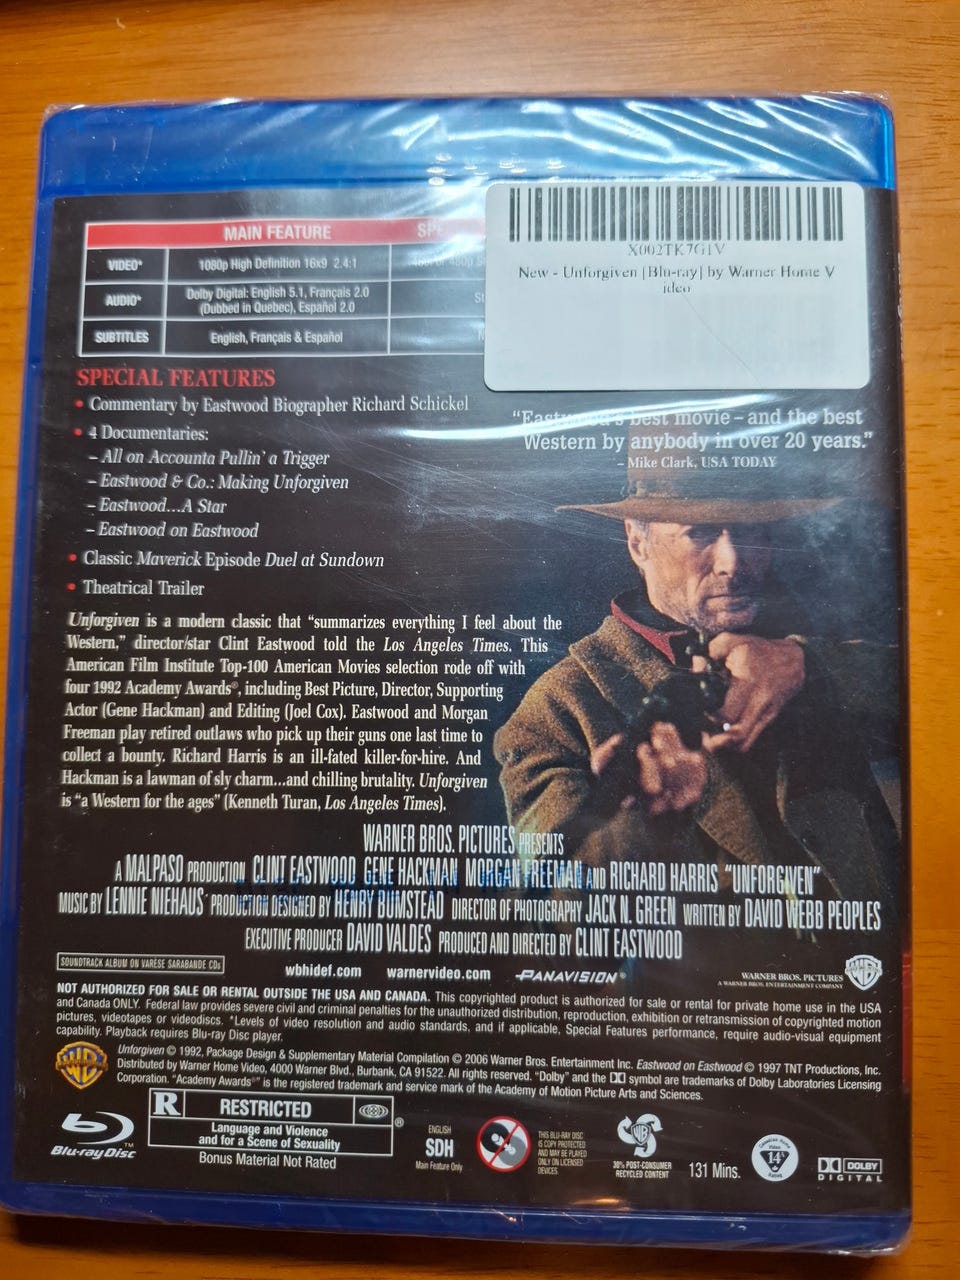 X002TK7G1V
New - Unforgiven [Blu-ray] by Warner Home V
ideo
MAIN FEATURE
VIDEO* 1080p High Definition 16x9 2.4:1
AUDIO* Dolby Digital: English 5.1, Français 2.0
(Dubbed in Quebec), Español 2.0
SUBTITLES English, Français & Español
SPECIAL FEATURES
• Commentary by Eastwood Biographer Richard Schickel
• 4 Documentaries:
– All on Accounta Pullin' a Trigger
– Eastwood & Co.: Making Unforgiven
– Eastwood...A Star
– Eastwood on Eastwood
• Classic Maverick Episode Duel at Sundown
• Theatrical Trailer
"Eastwood's best movie – and the best
Western by anybody in over 20 years."
– Mike Clark, USA TODAY
Unforgiven is a modern classic that "summarizes everything I feel about the
Western," director/star Clint Eastwood told the Los Angeles Times. This
American Film Institute Top-100 American Movies selection rode off with
four 1992 Academy Awards®, including Best Picture, Director, Supporting
Actor (Gene Hackman) and Editing (Joel Cox). Eastwood and Morgan
Freeman play retired outlaws who pick up their guns one last time to
collect a bounty. Richard Harris is an ill-fated killer-for-hire. And
Hackman is a lawman of sly charm...and chilling brutality. Unforgiven
is "a Western for the ages" (Kenneth Turan, Los Angeles Times).
WARNER BROS. PICTURES PRESENTS
A MALPASO PRODUCTION CLINT EASTWOOD GENE HACKMAN MORGAN FREEMAN AND RICHARD HARRIS "UNFORGIVEN"
MUSIC BY LENNIE NIEHAUS PRODUCTION DESIGNED BY HENRY BUMSTEAD DIRECTOR OF PHOTOGRAPHY JACK N. GREEN WRITTEN BY DAVID WEBB PEOPLES
EXECUTIVE PRODUCER DAVID VALDES PRODUCED AND DIRECTED BY CLINT EASTWOOD
SOUNDTRACK ALBUM ON VARESE SARABANDE CDs
wbhidef.com warnervideo.com PANAVISION®
WARNER BROS. PICTURES
A WARNER BROS. ENTERTAINMENT COMPANY
NOT AUTHORIZED FOR SALE OR RENTAL OUTSIDE THE USA AND CANADA. This copyrighted product is authorized for sale or rental for private home use in the USA
and Canada ONLY. Federal law provides severe civil and criminal penalties for the unauthorized distribution, reproduction, exhibition or retransmission of copyrighted motion
pictures, videotapes or videodiscs. *Levels of video resolution and audio standards, and if applicable, Special Features performance, require audio-visual equipment
capability. Playback requires Blu-ray Disc player.
Unforgiven © 1992, Package Design & Supplementary Material Compilation © 2006 Warner Bros. Entertainment Inc. Eastwood on Eastwood © 1997 TNT Productions, Inc.
Distributed by Warner Home Video, 4000 Warner Blvd., Burbank, CA 91522. All rights reserved. "Dolby" and the DD symbol are trademarks of Dolby Laboratories Licensing
Corporation. "Academy Awards®" is the registered trademark and service mark of the Academy of Motion Picture Arts and Sciences.
Blu-ray Disc™
R RESTRICTED ®
Language and Violence
and for a Scene of Sexuality
Bonus Material Not Rated
ENGLISH
SDH
Main Feature Only
THIS BLU-RAY DISC
IS COPY PROTECTED
AND MAY BE PLAYED
ONLY ON LICENSED
DEVICES.
30% POST-CONSUMER
RECYCLED CONTENT
131 Mins.
Canadian Home
Video
14A
Rated
DOLBY
DIGITAL